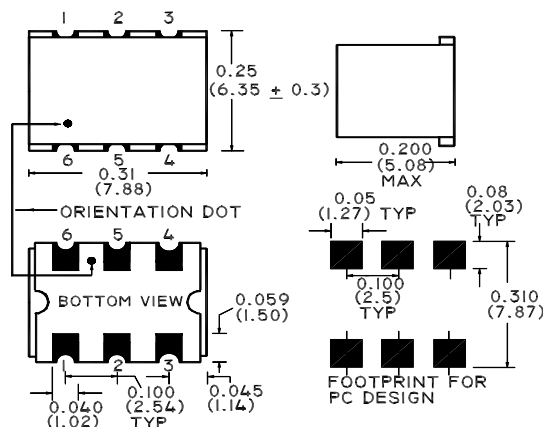 1 2 3
0.25
(6.35 ± 0.3)
6 5 4
0.31
(7.88)
0.200
(5.08)
MAX
ORIENTATION DOT
6 5 4
BOTTOM VIEW
0.059
(1.50)
1 2 3
0.040
(1.02)
0.100
(2.54)
TYP
0.045
(1.14)
0.05
(1.27) TYP
0.08
(2.03)
TYP
0.100
(2.5)
TYP
0.310
(7.87)
FOOTPRINT FOR
PC DESIGN